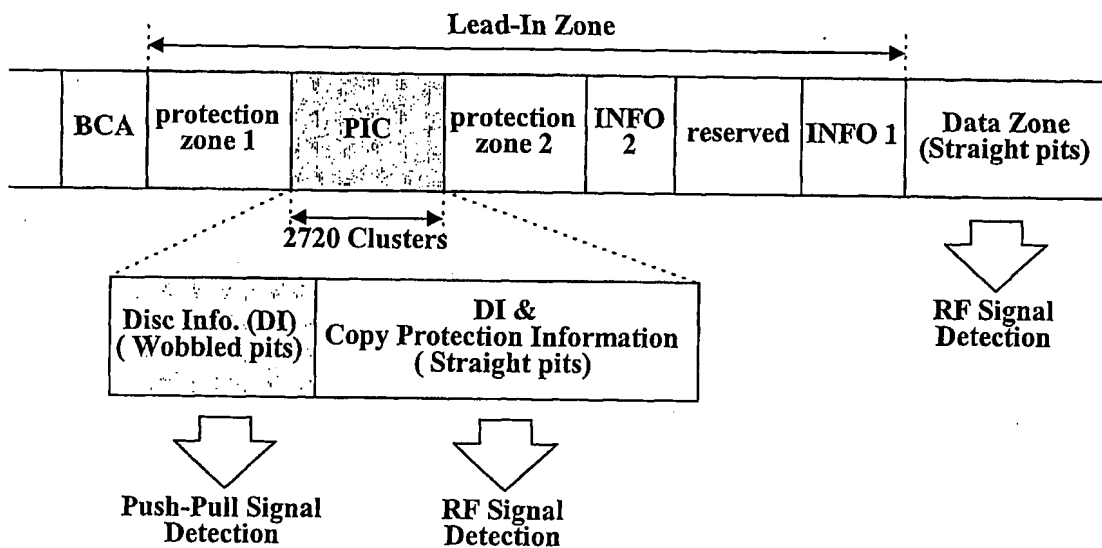 Lead-In Zone
BCA
protection
zone 1
PIC
protection
zone 2
INFO
2
reserved
INFO 1
Data Zone
(Straight pits)
2720 Clusters
Disc Info. (DI)
( Wobbled pits)
DI &
Copy Protection Information
( Straight pits)
RF Signal
Detection
Push-Pull Signal
Detection
RF Signal
Detection